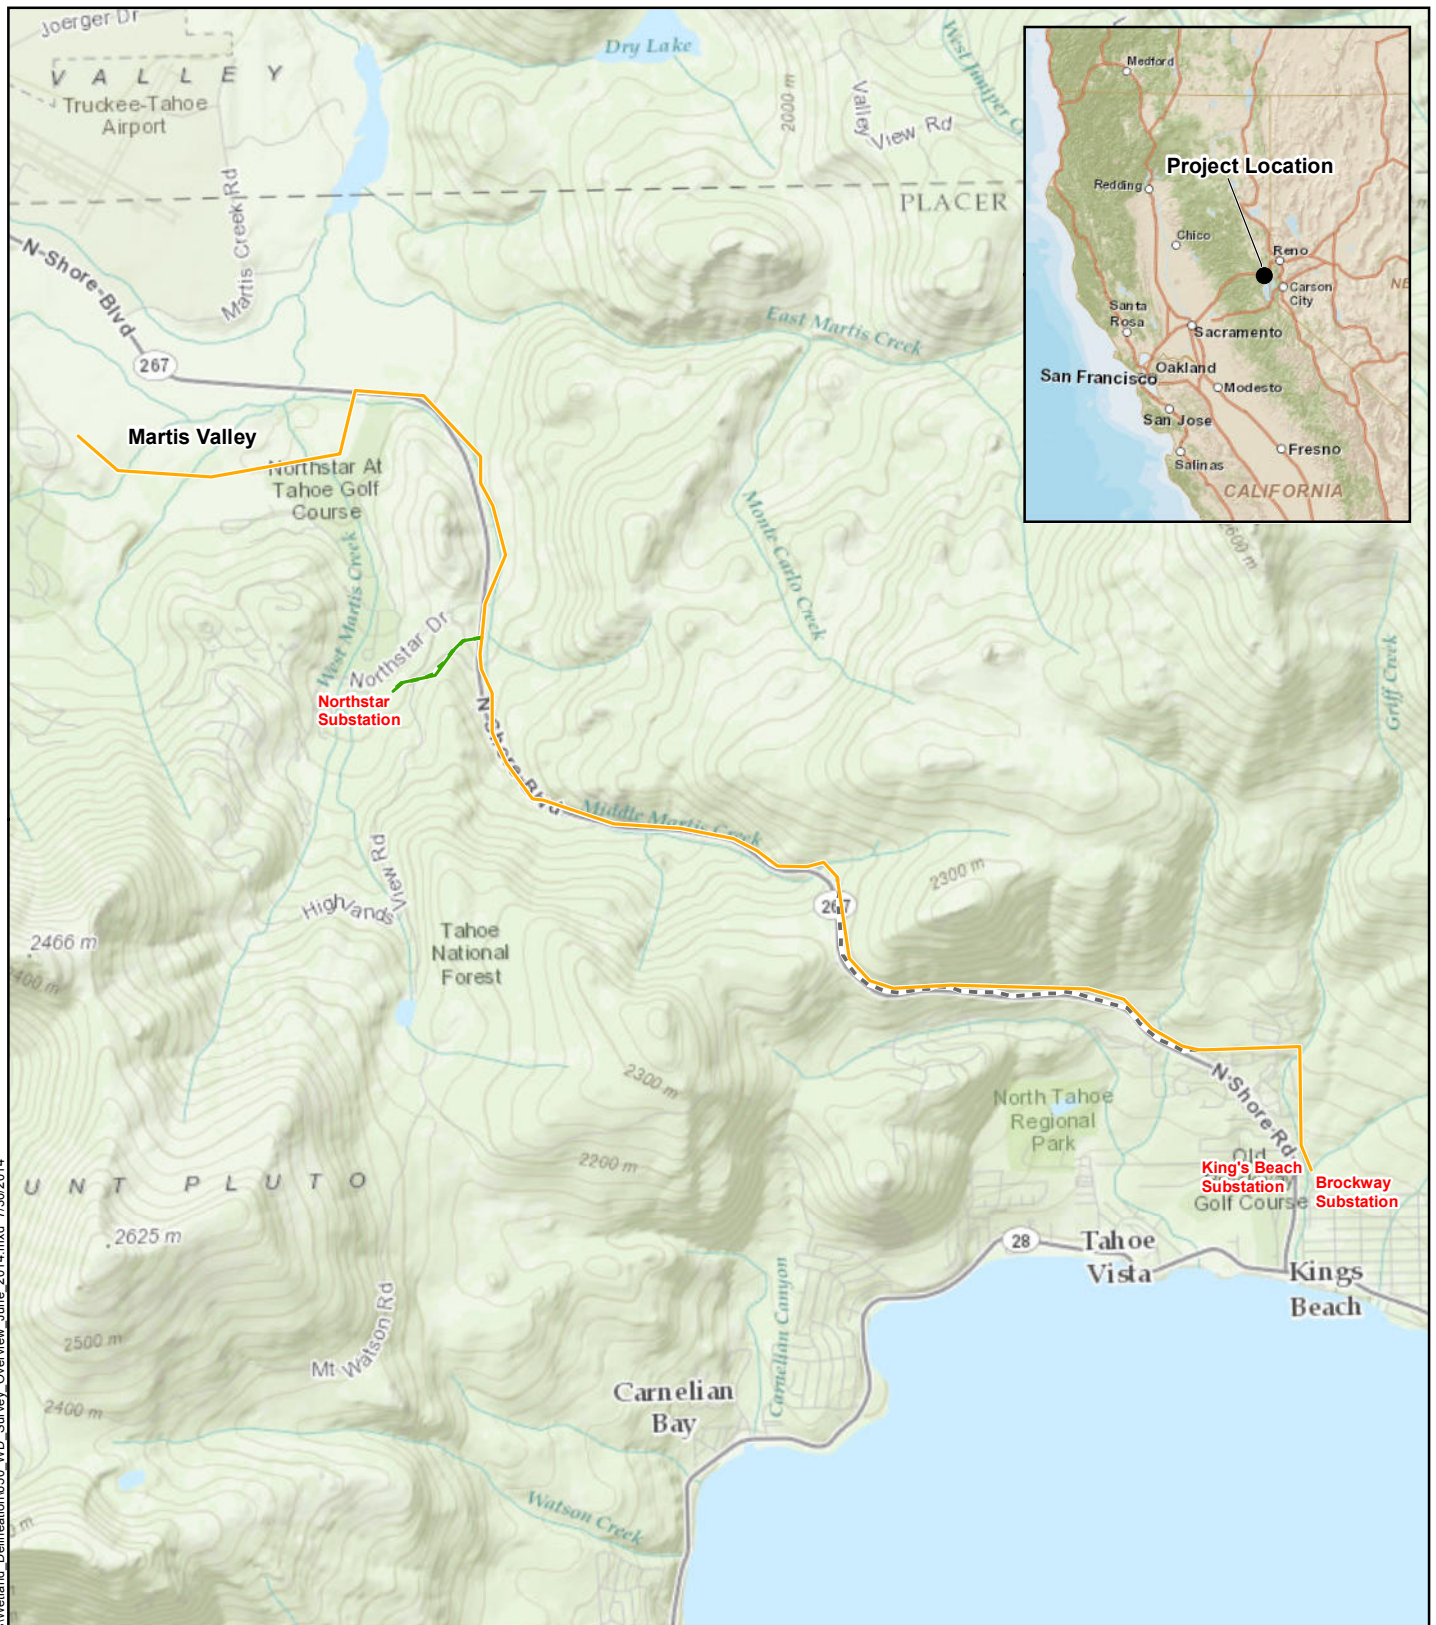 Joerger Dr
VALLEY
Truckee-Tahoe
Airport
Martis Creek Rd
Dry Lake
2000 m
Valley
View Rd
West Juniper
PLACER
N-Shore-Blvd
267
Martis Valley
Northstar At
Tahoe Golf
Course
East Martis Creek
Monte Carlo Creek
West Martis Creek
Northstar Dr
Northstar
Substation
N-Shore-Blvd
Middle Martis Creek
2600 m
Griff Creek
2300 m
267
View Rd
Highlands
Tahoe
National
Forest
2466 m
2400 m
2300 m
2200 m
UNT PLUTO
2625 m
North Tahoe
Regional
Park
N-Shore-Rd
Old
Golf Course
King's Beach
Substation
Brockway
Substation
28
Tahoe
Vista
Kings
Beach
2500 m
2400 m
Mt Watson Rd
Carnelian Canyon
Carnelian
Bay
Watson Creek
m
Project Location
Medford
Redding
Chico
Reno
Carson
City
NE
Santa
Rosa
Sacramento
San Francisco
Oakland
Modesto
San Jose
Salinas
Fresno
CALIFORNIA